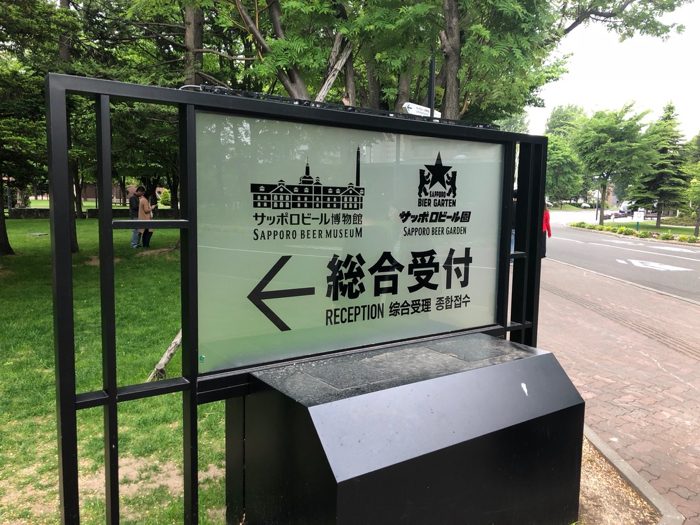 サッポロビール博物館
SAPPORO BEER MUSEUM
SAPPORO
BIER GARTEN
サッポロビール園
SAPPORO BEER GARDEN
総合受付
RECEPTION 综合受理 종합접수